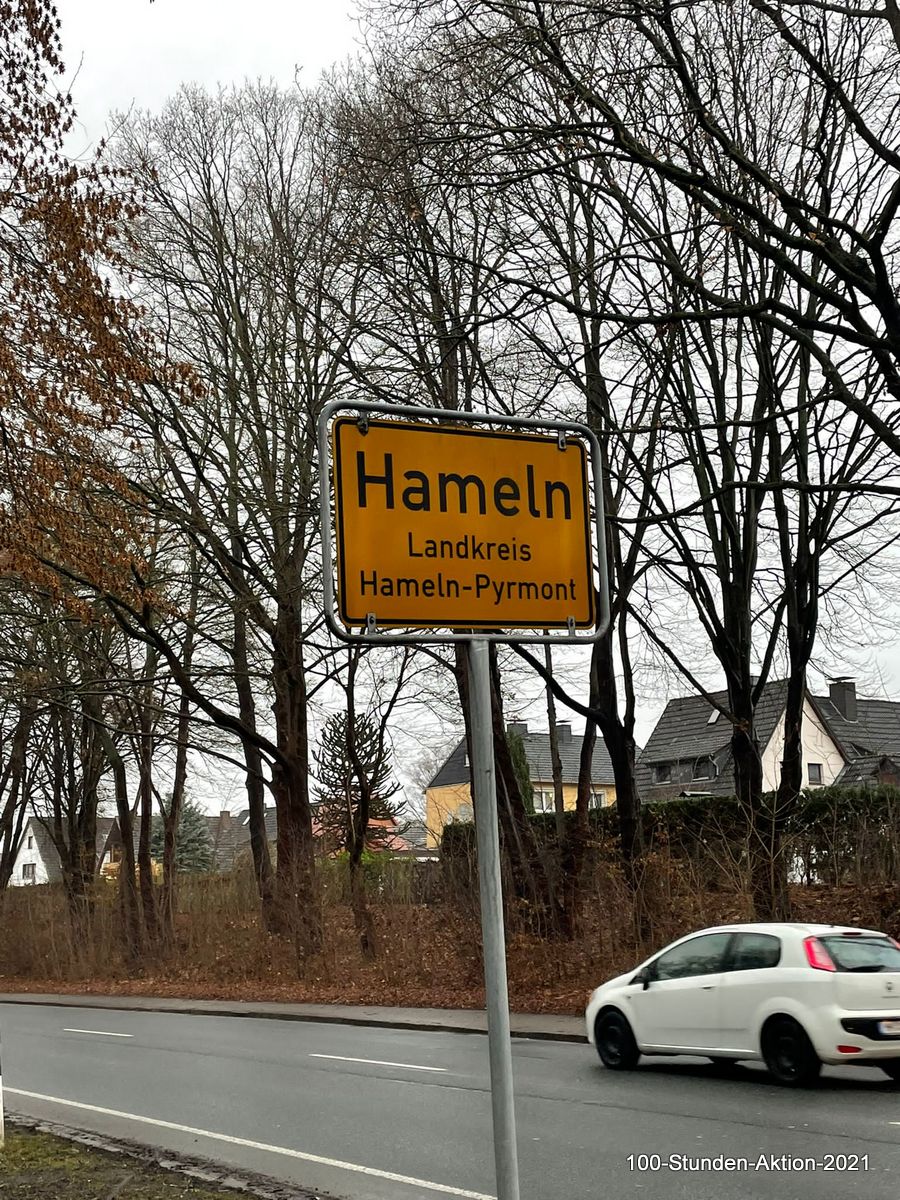 Hameln
Landkreis
Hameln-Pyrmont
100-Stunden-Aktion-2021